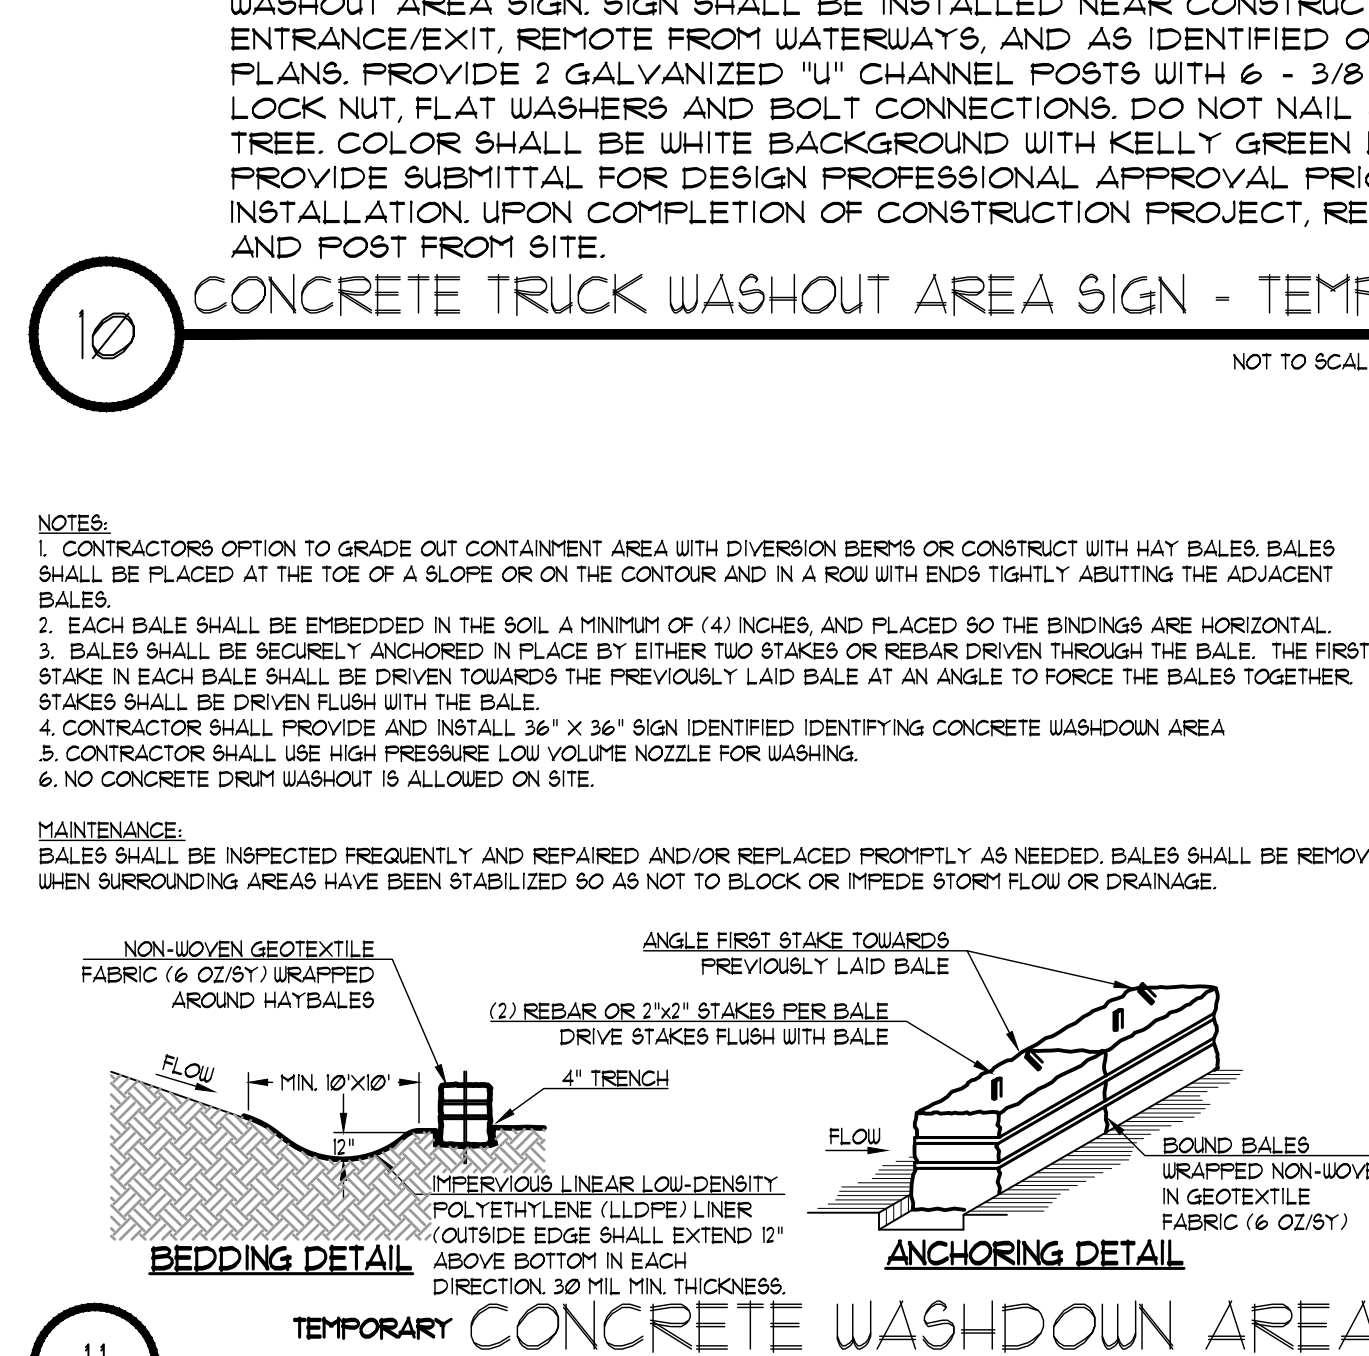 WASHOUT AREA SIGN. SIGN SHALL BE INSTALLED NEAR
ENTRANCE/EXIT, REMOTE FROM WATERWAYS, AND AS IDENTIFIED
PLANS. PROVIDE 2 GALVANIZED "U" CHANNEL POSTS WITH 6 - 3/8
LOCK NUT, FLAT WASHERS AND BOLT CONNECTIONS. DO NOT NAIL
TREE. COLOR SHALL BE WHITE BACKGROUND WITH KELLY GREEN
PROVIDE SUBMITTAL FOR DESIGN PROFESSIONAL APPROVAL
INSTALLATION. UPON COMPLETION OF CONSTRUCTION PROJECT,
AND POST FROM SITE.
10
CONCRETE TRUCK WASHOUT AREA SIGN -
NOT TO
NOTES:
1. CONTRACTORS OPTION TO GRADE OUT CONTAINMENT AREA WITH DIVERSION BERMS OR CONSTRUCT WITH HAY BALES. BALES
SHALL BE PLACED AT THE TOE OF A SLOPE OR ON THE CONTOUR AND IN A ROW WITH ENDS TIGHTLY ABUTTING THE ADJACENT
BALES.
2. EACH BALE SHALL BE EMBEDDED IN THE SOIL A MINIMUM OF (4) INCHES, AND PLACED SO THE BINDINGS ARE HORIZONTAL.
3. BALES SHALL BE SECURELY ANCHORED IN PLACE BY EITHER TWO STAKES OR REBAR DRIVEN THROUGH THE BALE. THE FIRST
STAKE IN EACH BALE SHALL BE DRIVEN TOWARDS THE PREVIOUSLY LAID BALE AT AN ANGLE TO FORCE THE BALES TOGETHER.
STAKES SHALL BE DRIVEN FLUSH WITH THE BALE.
4. CONTRACTOR SHALL PROVIDE AND INSTALL 36" X 36" SIGN IDENTIFIED IDENTIFYING CONCRETE WASHDOWN AREA
5. CONTRACTOR SHALL USE HIGH PRESSURE LOW VOLUME NOZZLE FOR WASHING.
6. NO CONCRETE DRUM WASHOUT IS ALLOWED ON SITE.
MAINTENANCE:
BALES SHALL BE INSPECTED FREQUENTLY AND REPAIRED AND/OR REPLACED PROMPTLY AS NEEDED. BALES SHALL BE
WHEN SURROUNDING AREAS HAVE BEEN STABILIZED SO AS NOT TO BLOCK OR IMPEDE STORM FLOW OR DRAINAGE.
NON-WOVEN GEOTEXTILE
FABRIC (6 OZ/SY) WRAPPED
AROUND HAYBALES
FLOW
MIN. 10'X10'
12"
4" TRENCH
IMPERVIOUS LINEAR LOW-DENSITY
POLYETHYLENE (LLDPE) LINER
(OUTSIDE EDGE SHALL EXTEND 12"
ABOVE BOTTOM IN EACH
DIRECTION. 30 MIL MIN. THICKNESS.
BEDDING DETAIL
ANGLE FIRST STAKE TOWARDS
PREVIOUSLY LAID BALE
(2) REBAR OR 2"x2" STAKES PER BALE
DRIVE STAKES FLUSH WITH BALE
FLOW
BOUND BALES
WRAPPED
IN GEOTEXTILE
FABRIC (6 OZ/SY)
ANCHORING DETAIL
11
TEMPORARY CONCRETE WASHDOWN AREA